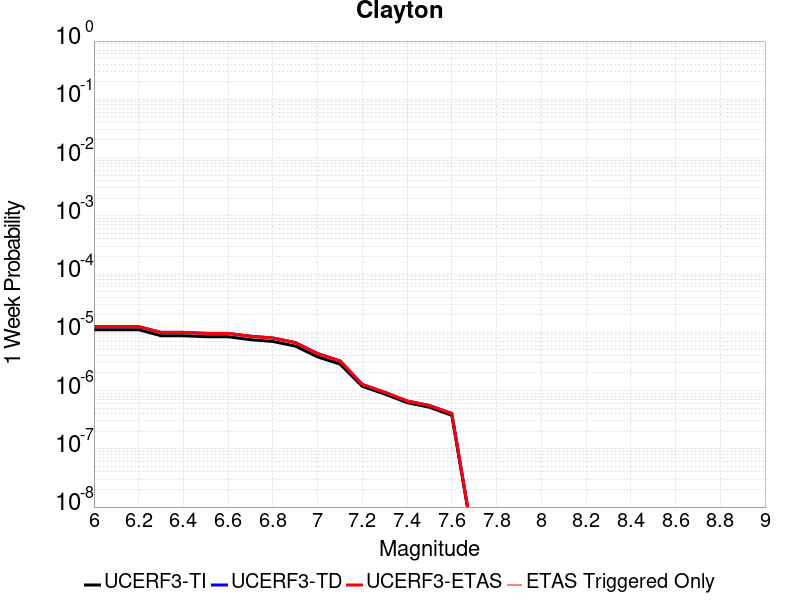 Clayton
10^0
10^-1
10^-2
10^-3
10^-4
10^-5
10^-6
10^-7
10^-8
1 Week Probability
6 6.2 6.4 6.6 6.8 7 7.2 7.4 7.6 7.8 8 8.2 8.4 8.6 8.8 9
Magnitude
UCERF3-TI UCERF3-TD UCERF3-ETAS ETAS Triggered Only